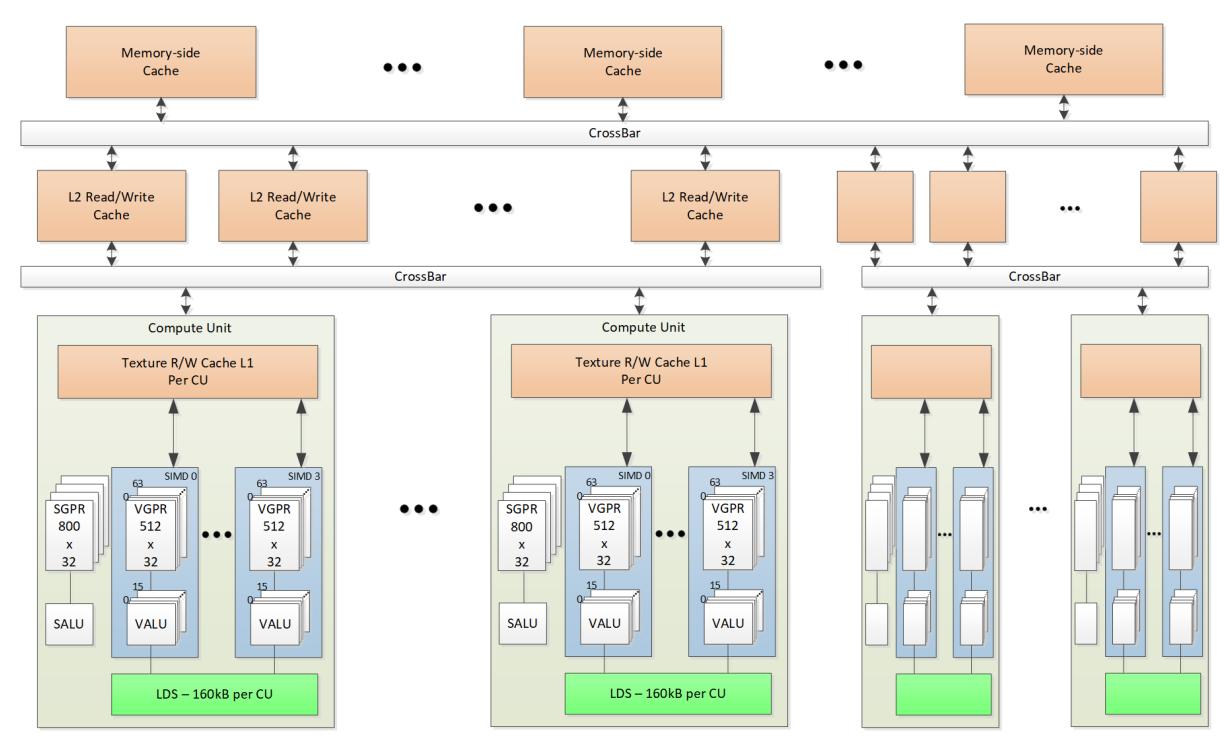 Memory-side
Cache
•••
Memory-side
Cache
•••
Memory-side
Cache
CrossBar
L2 Read/Write
Cache
L2 Read/Write
Cache
•••
L2 Read/Write
Cache
•••
CrossBar
CrossBar
Compute Unit
Texture R/W Cache L1
Per CU
SIMD 0
63
0
VGPR
512
x
32
•••
SIMD 3
63
0
VGPR
512
x
32
SGPR
800
x
32
15
0
VALU
15
0
VALU
SALU
LDS – 160kB per CU
•••
Compute Unit
Texture R/W Cache L1
Per CU
SIMD 0
63
0
VGPR
512
x
32
•••
SIMD 3
63
0
VGPR
512
x
32
SGPR
800
x
32
15
0
VALU
15
0
VALU
SALU
LDS – 160kB per CU
•••
•••
•••